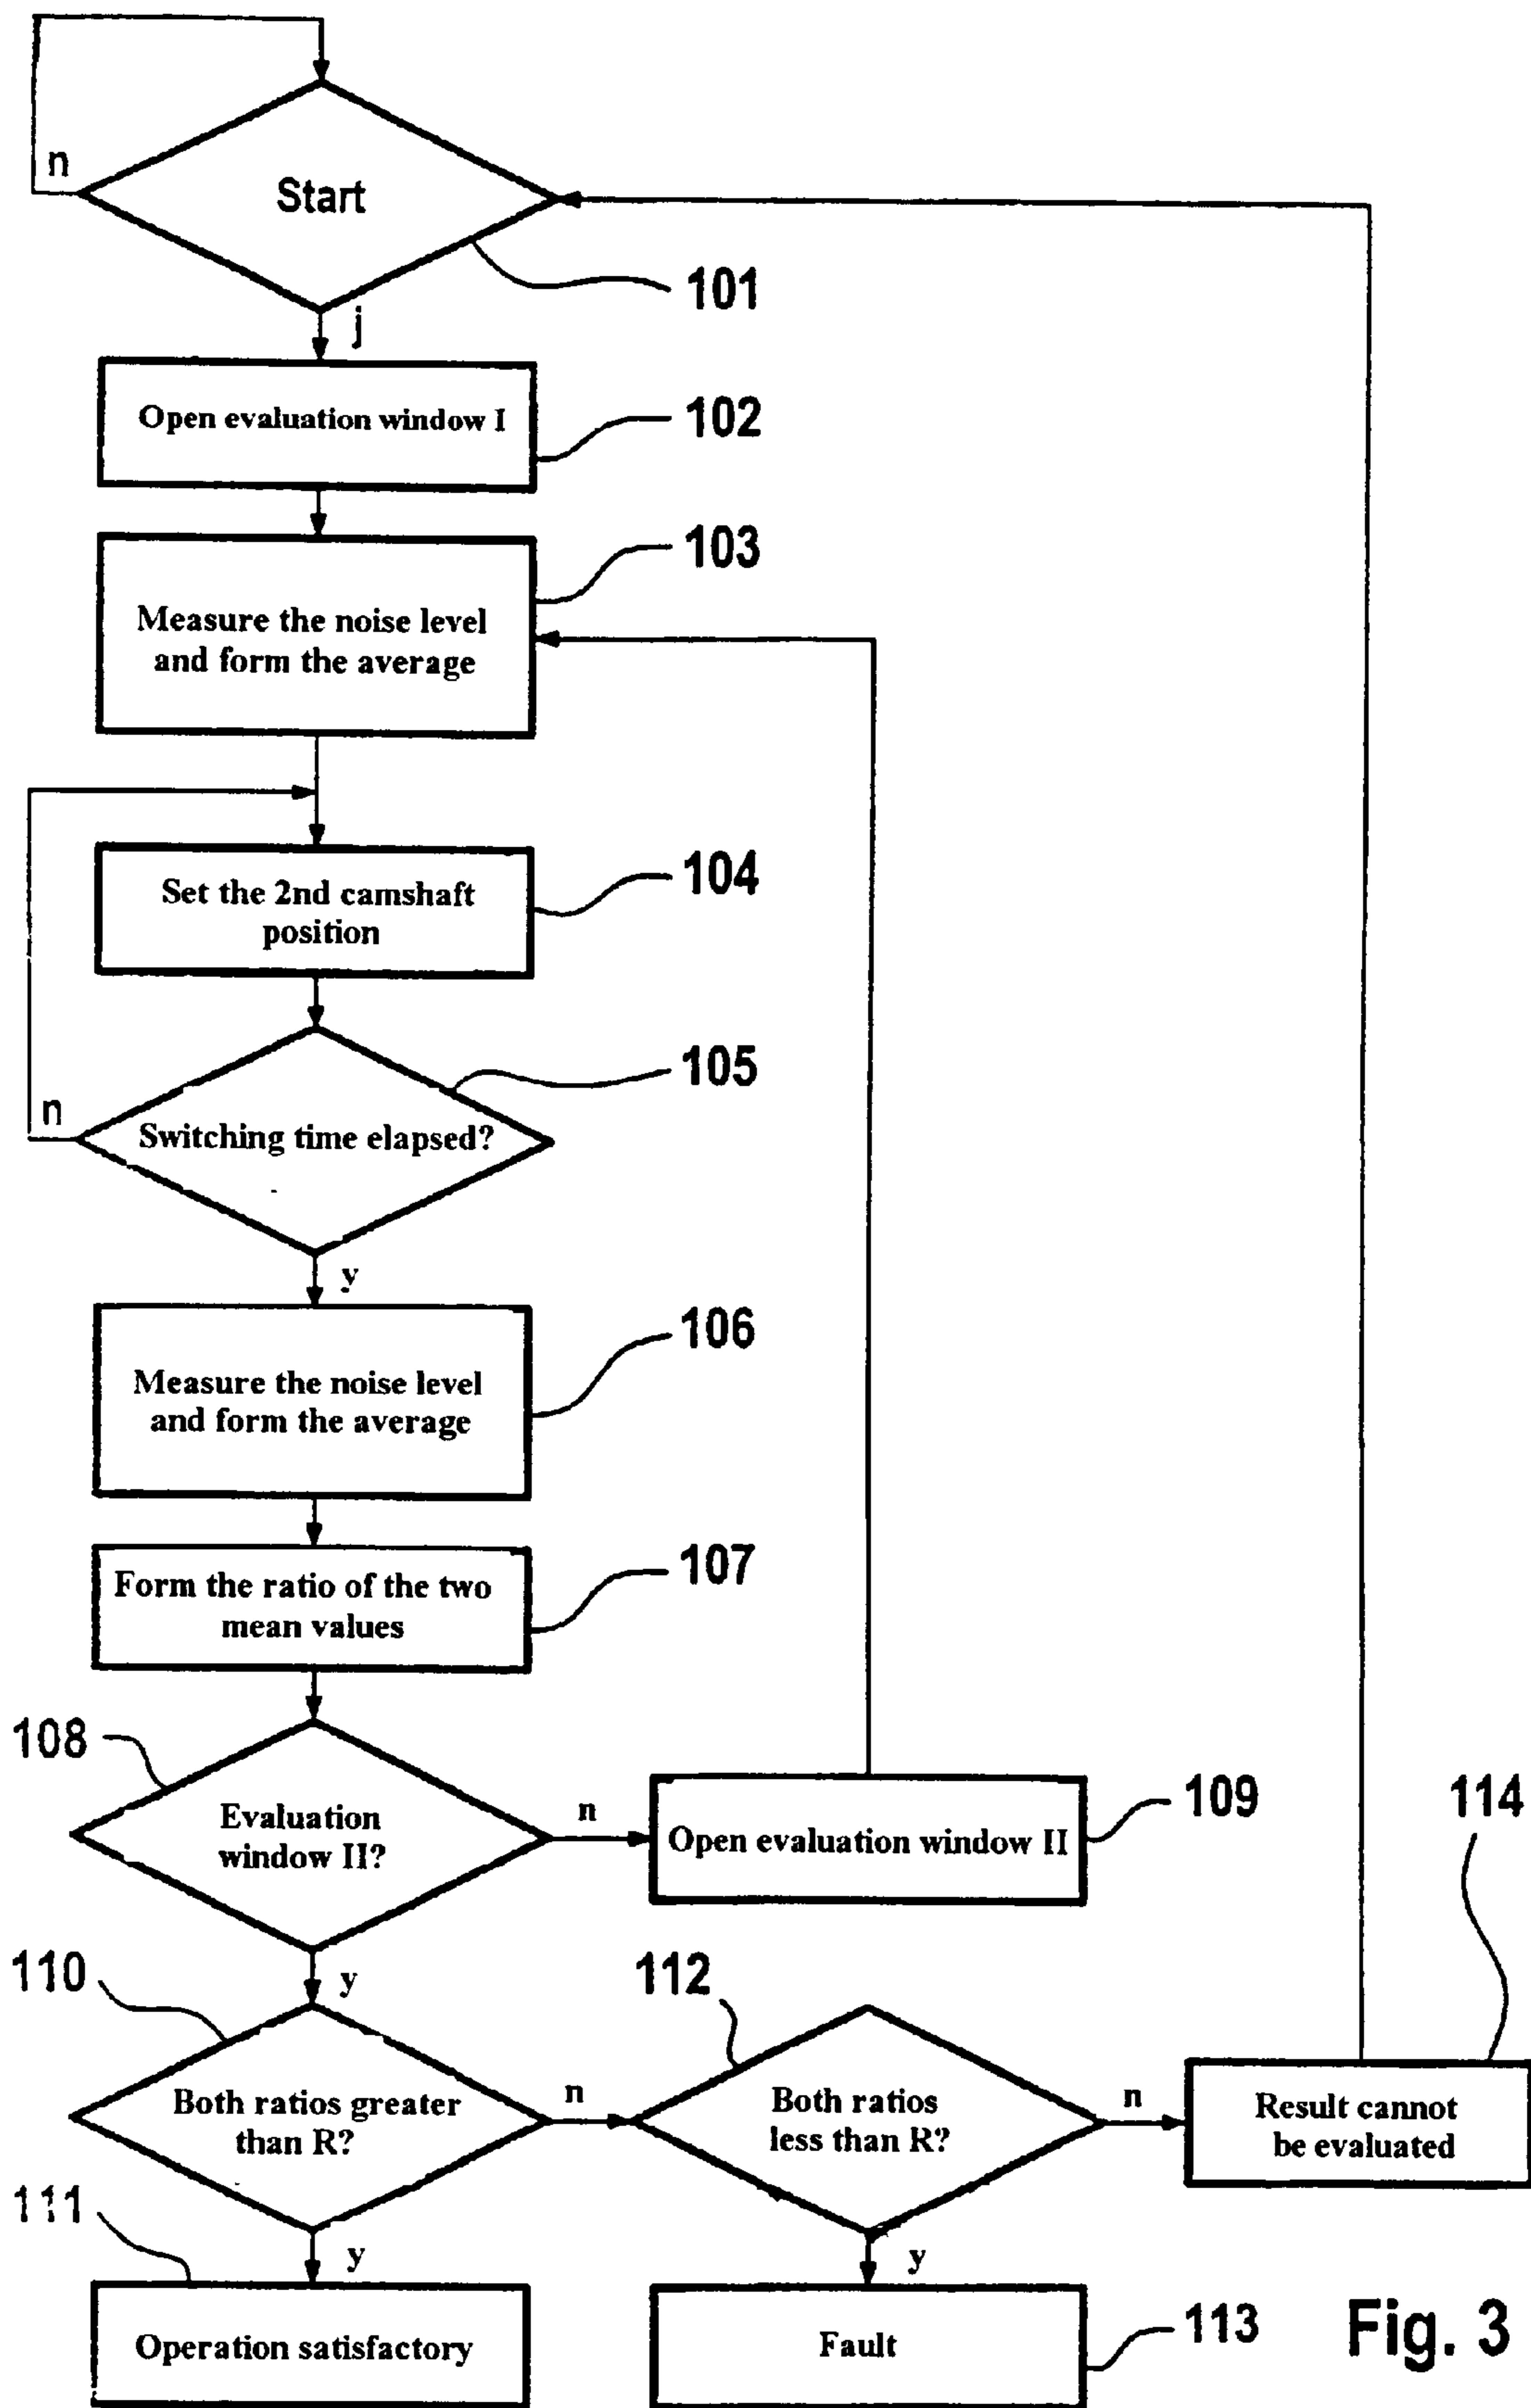 n
Start
101
j
Open evaluation window I
102
103
Measure the noise level
and form the average
Set the 2nd camshaft
position
104
105
n
Switching time elapsed?
y
106
Measure the noise level
and form the average
107
Form the ratio of the two
mean values
108
Evaluation
window II?
n
Open evaluation window II
109
114
y
110
112
Both ratios greater
than R?
n
Both ratios
less than R?
n
Result cannot
be evaluated
111
y
y
Operation satisfactory
Fault
113
Fig. 3